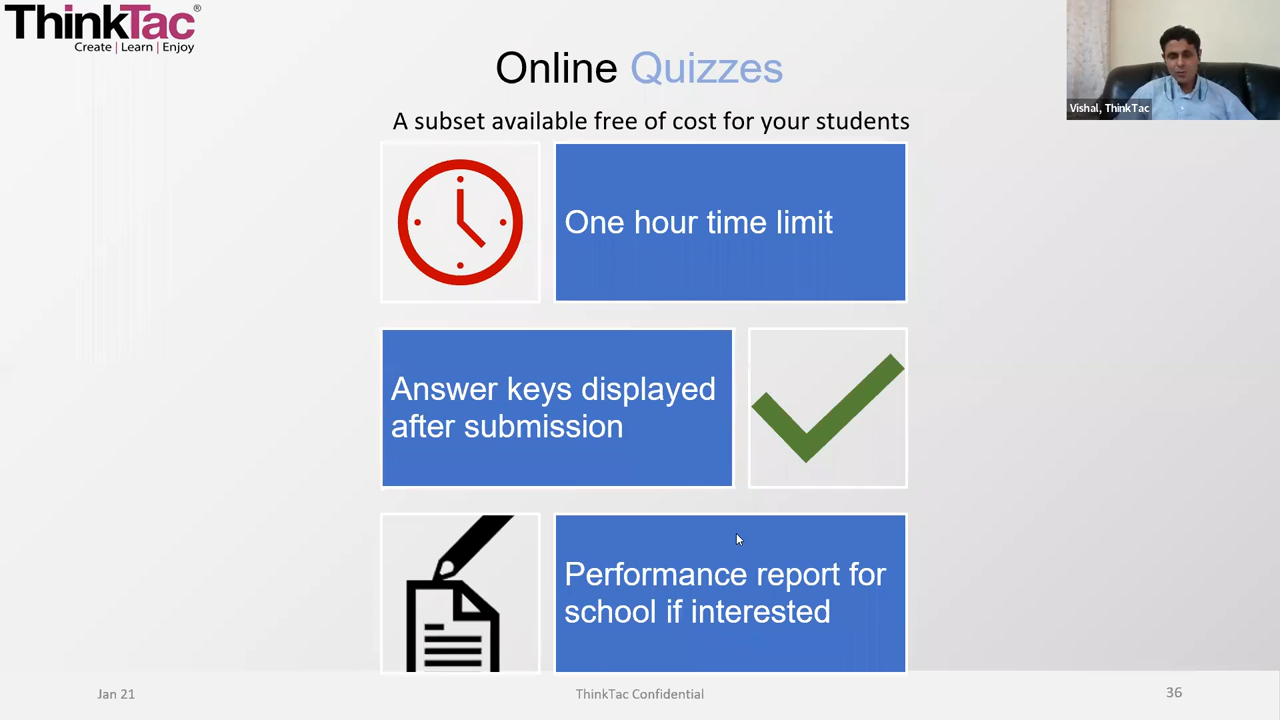 ThinkTac®
Create | Learn | Enjoy
Online Quizzes
A subset available free of cost for your students
Vishal, ThinkTac
One hour time limit
Answer keys displayed
after submission
Performance report for
school if interested
Jan 21
ThinkTac Confidential
36